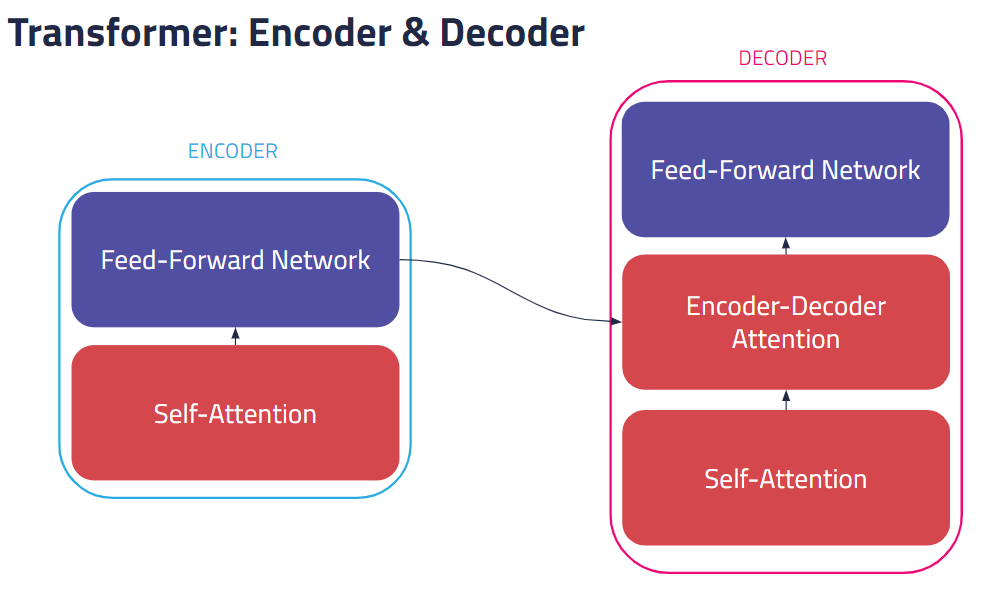 Transformer: Encoder & Decoder
ENCODER
Feed-Forward Network
Self-Attention
DECODER
Feed-Forward Network
Encoder-Decoder
Attention
Self-Attention